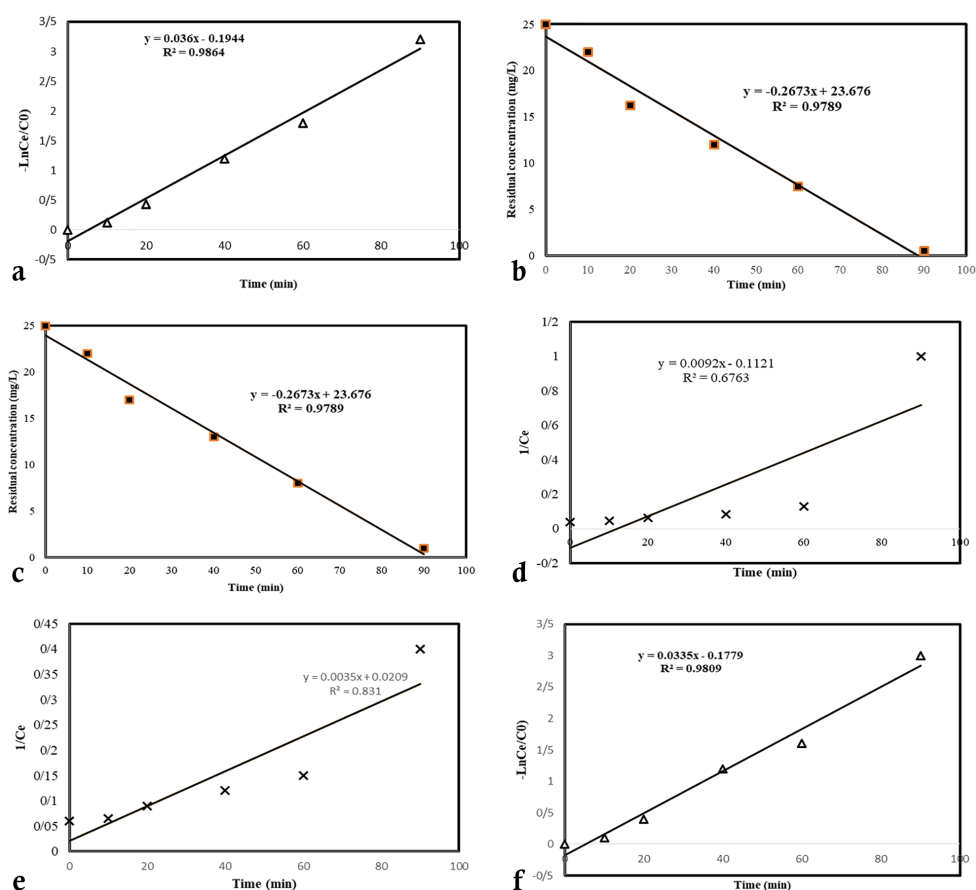 3/5
3
2/5
2
1/5
1
0/5
0
-0/5
-LnCe/C0)
y = 0.036x - 0.1944
R² = 0.9864
0 20 40 60 80 100
Time (min)
a
25
20
15
10
5
0
Residual concentration (mg/L)
y = -0.2673x + 23.676
R² = 0.9789
0 10 20 30 40 50 60 70 80 90 100
Time (min)
b
25
20
15
10
5
0
Residual concentration (mg/L)
y = -0.2673x + 23.676
R² = 0.9789
0 10 20 30 40 50 60 70 80 90 100
Time (min)
c
1/2
1
0/8
0/6
0/4
0/2
0
-0/2
1/Ce
y = 0.0092x - 0.1121
R² = 0.6763
0 20 40 60 80 100
Time (min)
d
0/45
0/4
0/35
0/3
0/25
0/2
0/15
0/1
0/05
0
1/Ce
y = 0.0035x + 0.0209
R² = 0.831
0 20 40 60 80 100
Time (min)
e
3/5
3
2/5
2
1/5
1
0/5
0
-0/5
-LnCe/C0)
y = 0.0335x - 0.1779
R² = 0.9809
0 20 40 60 80 100
Time (min)
f